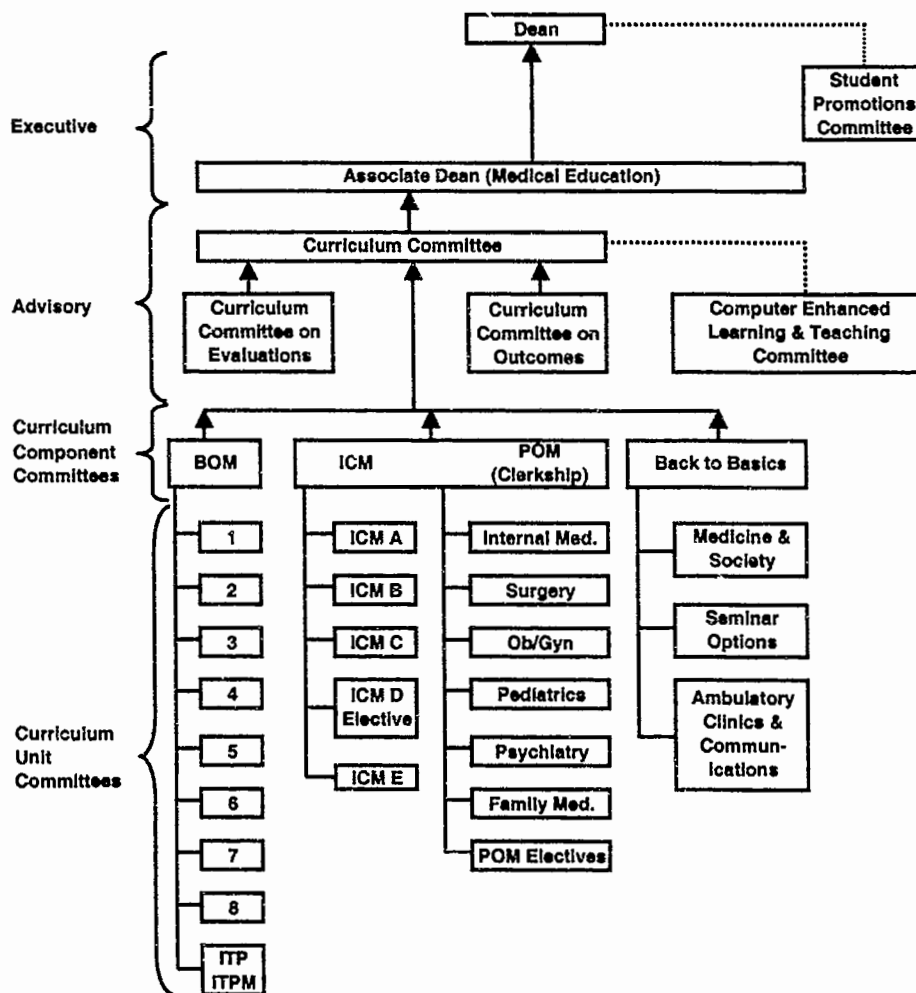 Dean
Student
Promotions
Committee
Executive
Associate Dean (Medical Education)
Curriculum Committee
Advisory
Curriculum
Committee on
Evaluations
Curriculum
Committee on
Outcomes
Computer Enhanced
Learning & Teaching
Committee
Curriculum
Component
Committees
BOM
ICM
POM
(Clerkship)
Back to Basics
Curriculum
Unit
Committees
1
2
3
4
5
6
7
8
ITP
ITPM
ICM A
ICM B
ICM C
ICM D
Elective
ICM E
Internal Med.
Surgery
Ob/Gyn
Pediatrics
Psychiatry
Family Med.
POM Electives
Medicine &
Society
Seminar
Options
Ambulatory
Clinics &
Commun-
ications